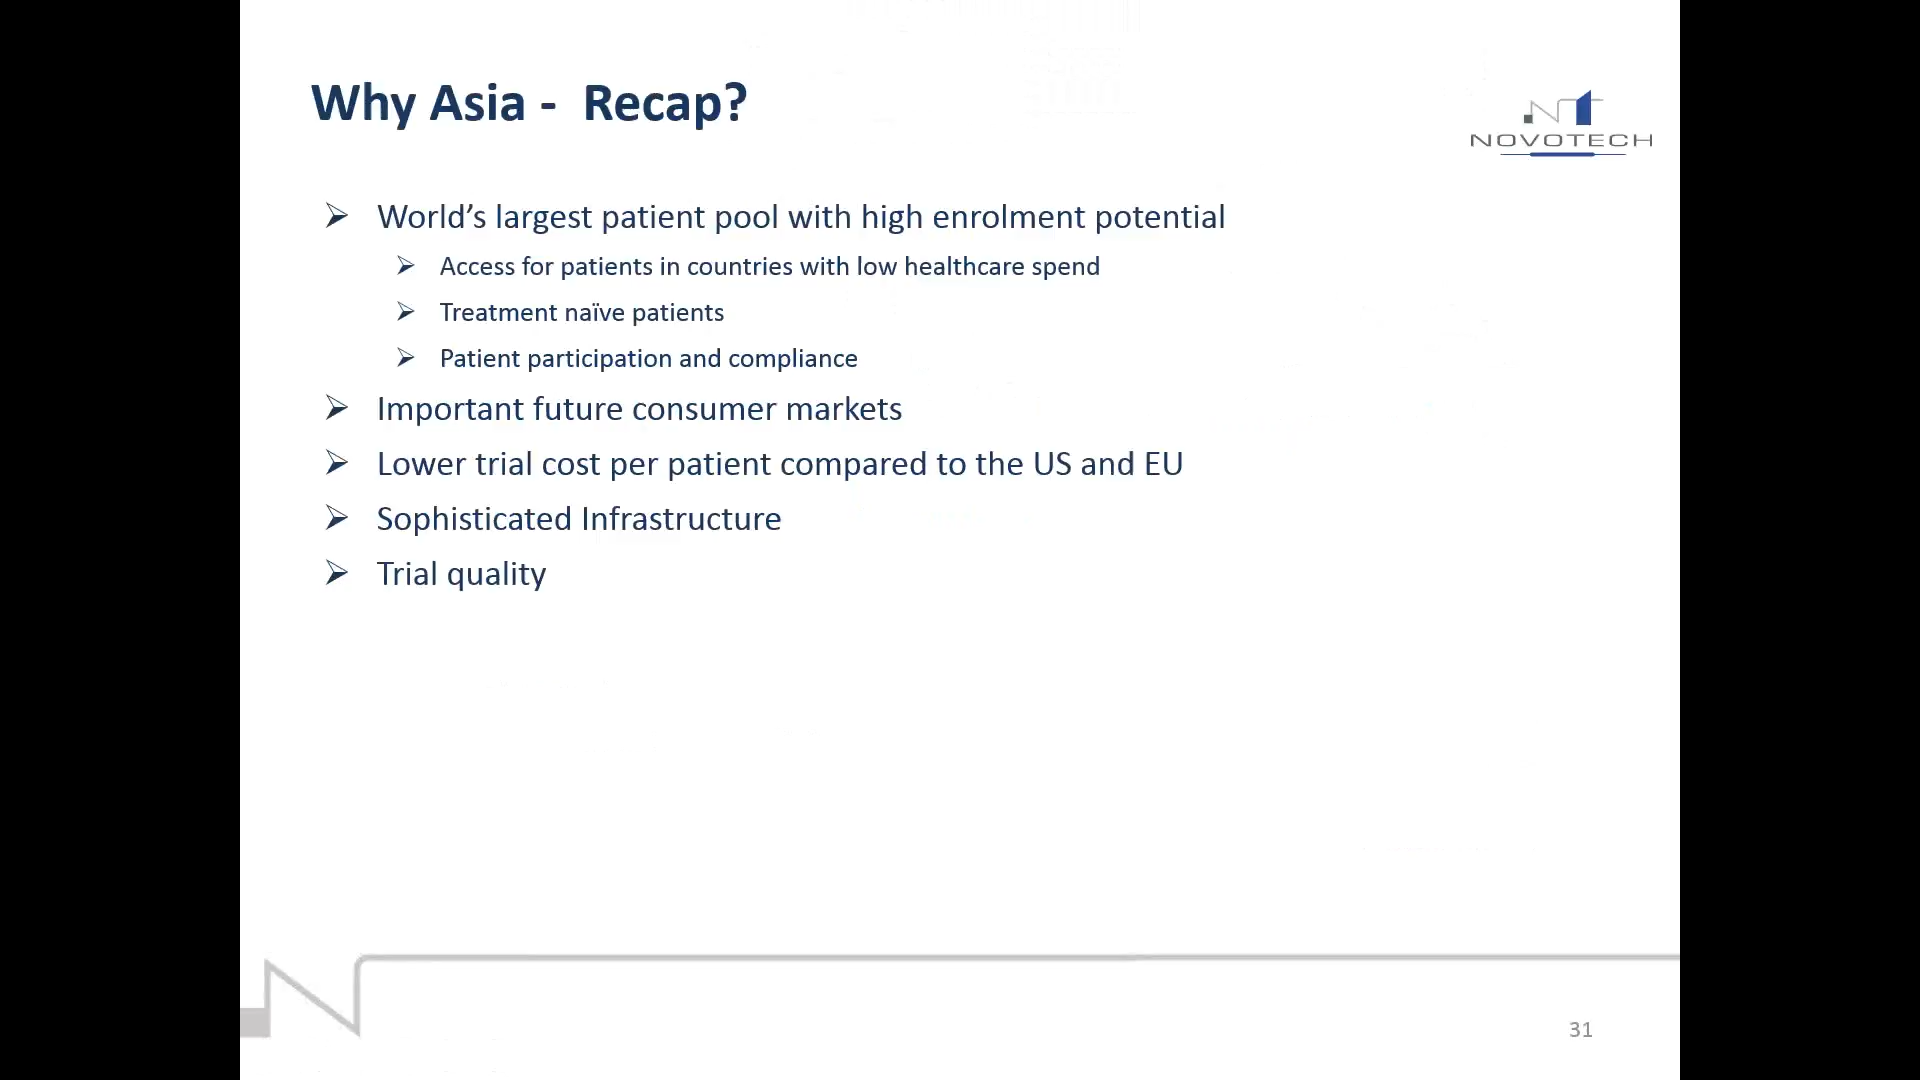 Why Asia -  Recap?
NOVOTECH
➢ World’s largest patient pool with high enrolment potential
➢ Access for patients in countries with low healthcare spend
➢ Treatment naïve patients
➢ Patient participation and compliance
➢ Important future consumer markets
➢ Lower trial cost per patient compared to the US and EU
➢ Sophisticated Infrastructure
➢ Trial quality
31